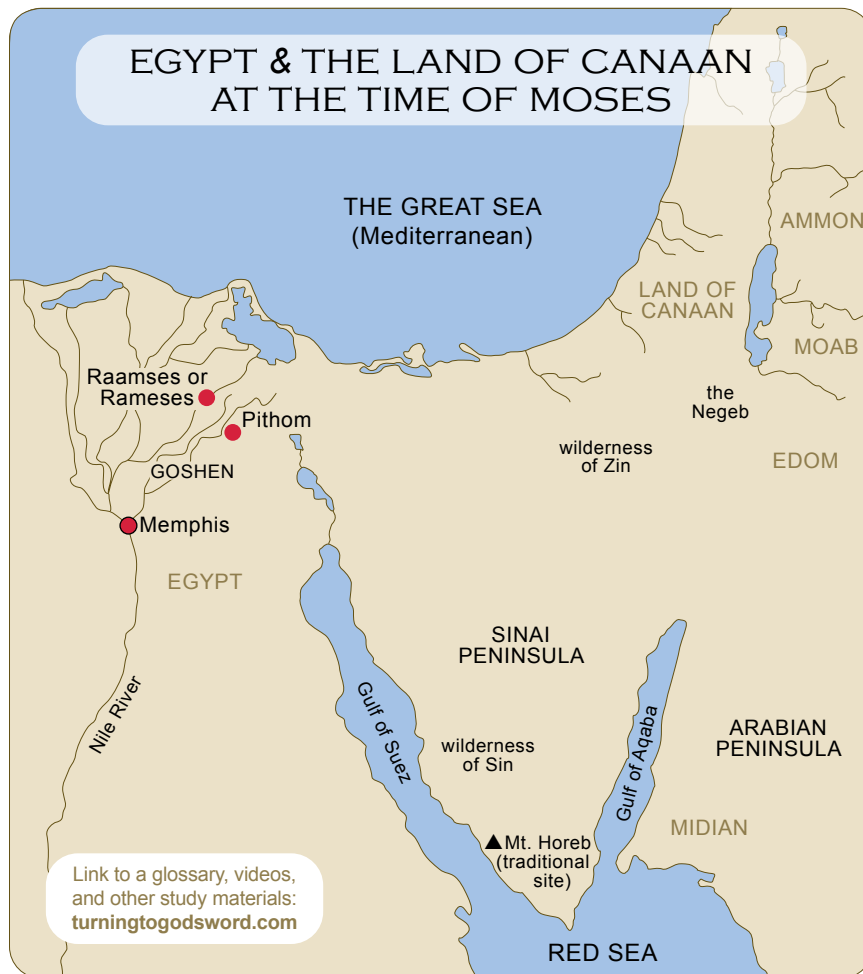 EGYPT & THE LAND OF CANAAN
AT THE TIME OF MOSES
THE GREAT SEA
(Mediterranean)
AMMON
LAND OF
CANAAN
MOAB
Raamses or
Rameses
the
Negeb
Pithom
wilderness
of Zin
EDOM
GOSHEN
Memphis
EGYPT
SINAI
PENINSULA
Nile River
Gulf of Suez
wilderness
of Sin
Gulf of Aqaba
ARABIAN
PENINSULA
MIDIAN
Mt. Horeb
(traditional
site)
Link to a glossary, videos,
and other study materials:
turningtogodsword.com
RED SEA